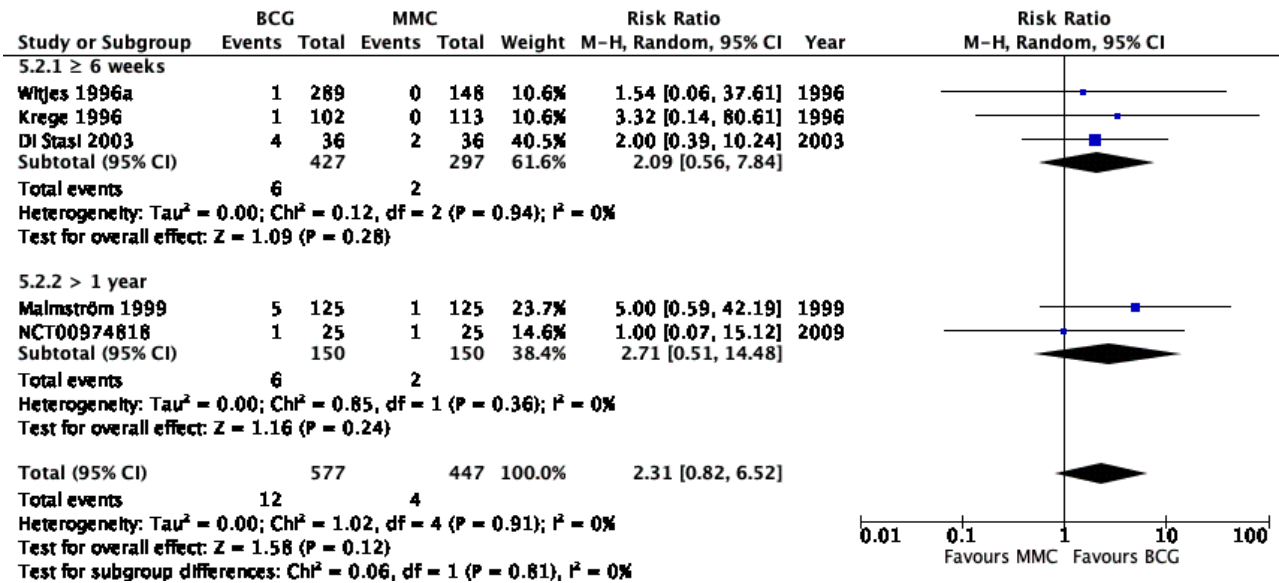 BCG MMC Risk Ratio Risk Ratio
Study or Subgroup Events Total Events Total Weight M-H, Random, 95% CI Year M-H, Random, 95% CI
5.2.1 ≥ 6 weeks
Witjes 1996a 1 289 0 148 10.6% 1.54 [0.06, 37.61] 1996
Krege 1996 1 102 0 113 10.6% 3.32 [0.14, 80.61] 1996
Di Stasi 2003 4 36 2 36 40.5% 2.00 [0.39, 10.24] 2003
Subtotal (95% CI) 427 297 61.6% 2.09 [0.56, 7.84]
Total events 6 2
Heterogeneity: Tau² = 0.00; Chi² = 0.12, df = 2 (P = 0.94); I² = 0%
Test for overall effect: Z = 1.09 (P = 0.28)
5.2.2 > 1 year
Malmström 1999 5 125 1 125 23.7% 5.00 [0.59, 42.19] 1999
NCT00974818 1 25 1 25 14.6% 1.00 [0.07, 15.12] 2009
Subtotal (95% CI) 150 150 38.4% 2.71 [0.51, 14.48]
Total events 6 2
Heterogeneity: Tau² = 0.00; Chi² = 0.85, df = 1 (P = 0.36); I² = 0%
Test for overall effect: Z = 1.16 (P = 0.24)
Total (95% CI) 577 447 100.0% 2.31 [0.82, 6.52]
Total events 12 4
Heterogeneity: Tau² = 0.00; Chi² = 1.02, df = 4 (P = 0.91); I² = 0%
Test for overall effect: Z = 1.58 (P = 0.12)
Test for subgroup differences: Chi² = 0.06, df = 1 (P = 0.81), I² = 0%
0.01 0.1 1 10 100
Favours MMC Favours BCG